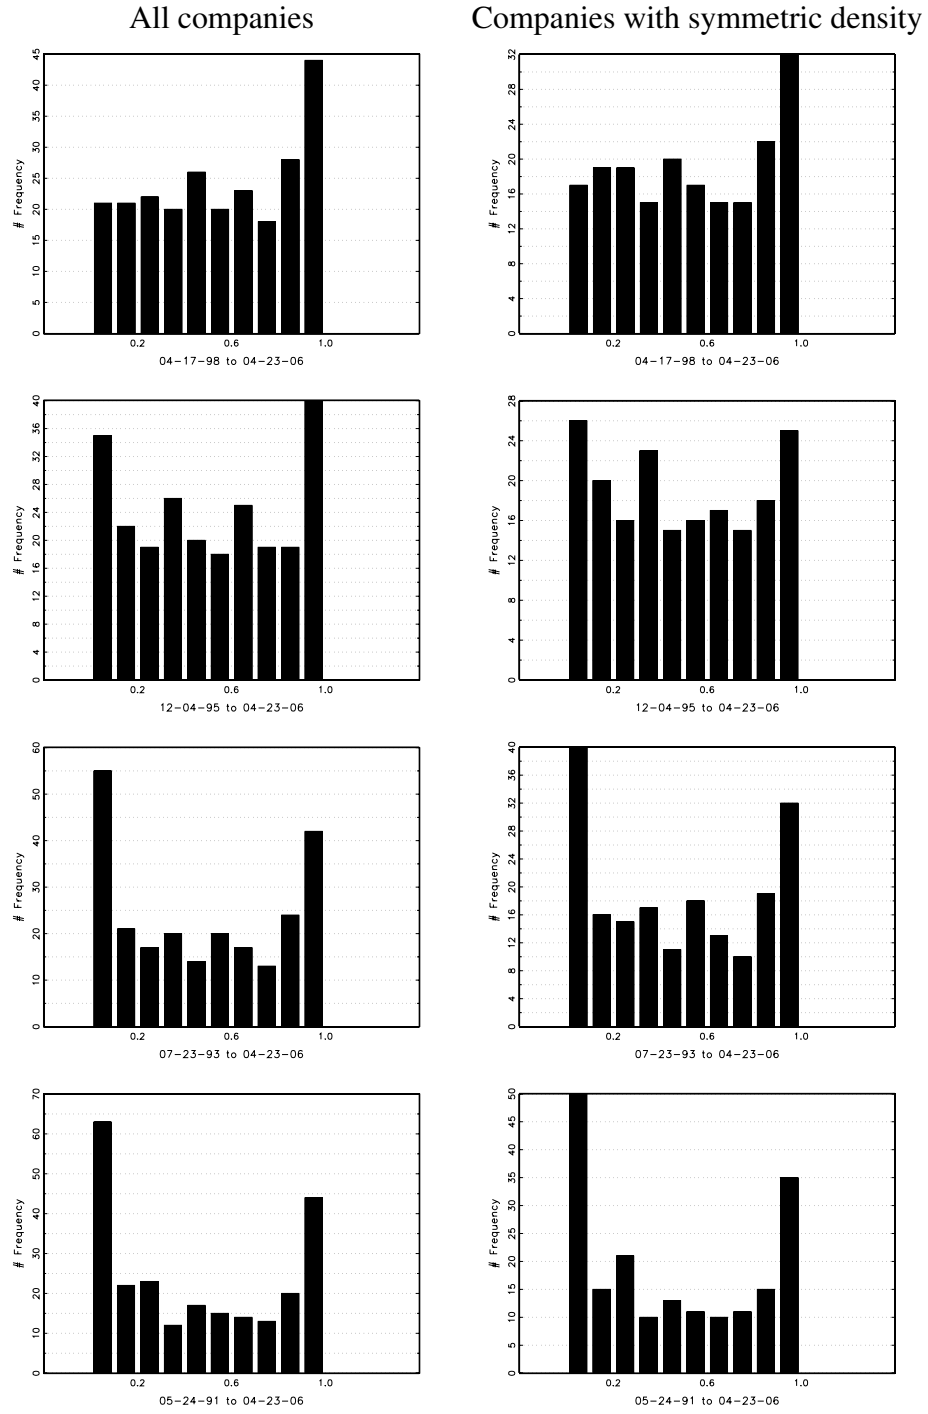 All companies
Companies with symmetric density
45
40
35
30
25
20
15
10
5
0
# Frequency
0.2 0.6 1.0
04-17-98 to 04-23-06
32
28
24
20
16
12
8
4
0
# Frequency
0.2 0.6 1.0
04-17-98 to 04-23-06
40
36
32
28
24
20
16
12
8
4
0
# Frequency
0.2 0.6 1.0
12-04-95 to 04-23-06
28
24
20
16
12
8
4
0
# Frequency
0.2 0.6 1.0
12-04-95 to 04-23-06
60
50
40
30
20
10
0
# Frequency
0.2 0.6 1.0
07-23-93 to 04-23-06
40
36
32
28
24
20
16
12
8
4
0
# Frequency
0.2 0.6 1.0
07-23-93 to 04-23-06
70
60
50
40
30
20
10
0
# Frequency
0.2 0.6 1.0
05-24-91 to 04-23-06
50
45
40
35
30
25
20
15
10
5
0
# Frequency
0.2 0.6 1.0
05-24-91 to 04-23-06